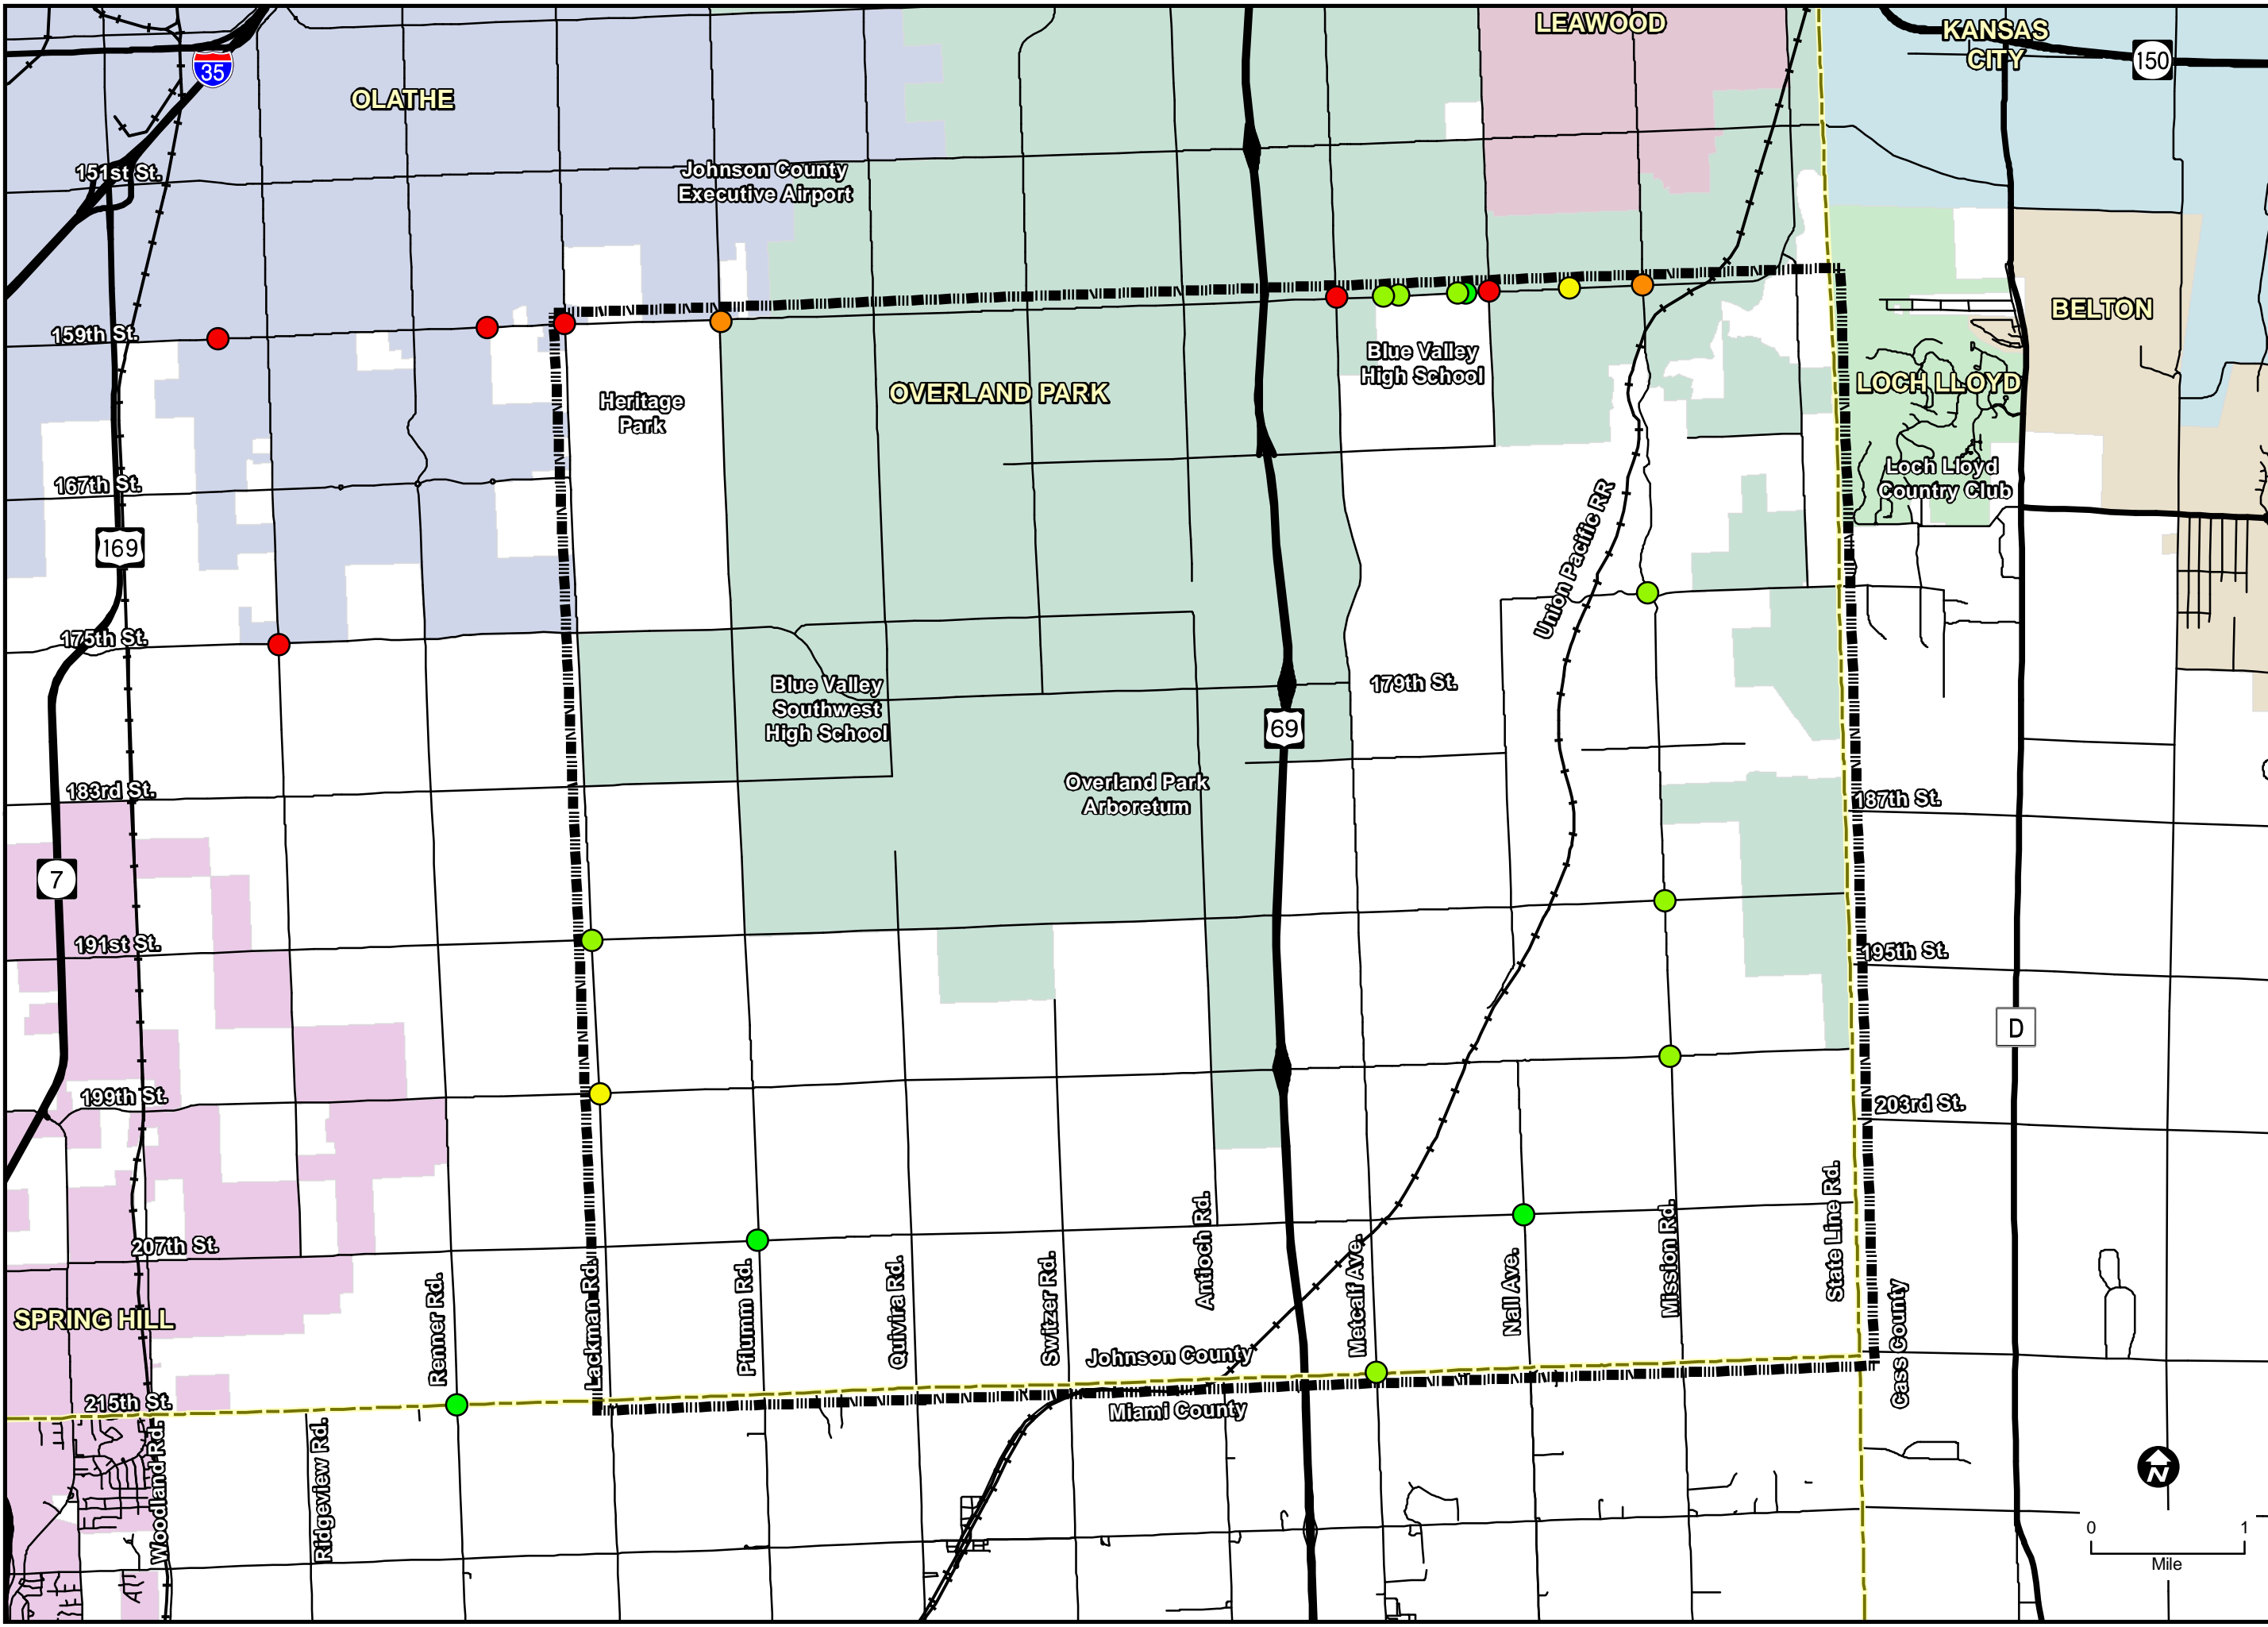 LEAWOOD
KANSAS
CITY
150
35
OLATHE
151st St.
Johnson County
Executive Airport
159th St.
BELTON
Blue Valley
High School
OVERLAND PARK
LOCH LLOYD
Heritage
Park
167th St.
Loch Lloyd
Country Club
169
Union Pacific RR
175th St.
179th St.
Blue Valley
Southwest
High School
69
Overland Park
Arboretum
183rd St.
187th St.
7
191st St.
195th St.
D
199th St.
203rd St.
207th St.
SPRING HILL
Renner Rd.
Lackman Rd.
Pflumm Rd.
Quivira Rd.
Switzer Rd.
Antioch Rd.
Metcalf Ave.
Nall Ave.
Mission Rd.
State Line Rd.
Cass County
Johnson County
Miami County
215th St.
Woodland Rd.
Ridgeview Rd.
N
0 1
Mile